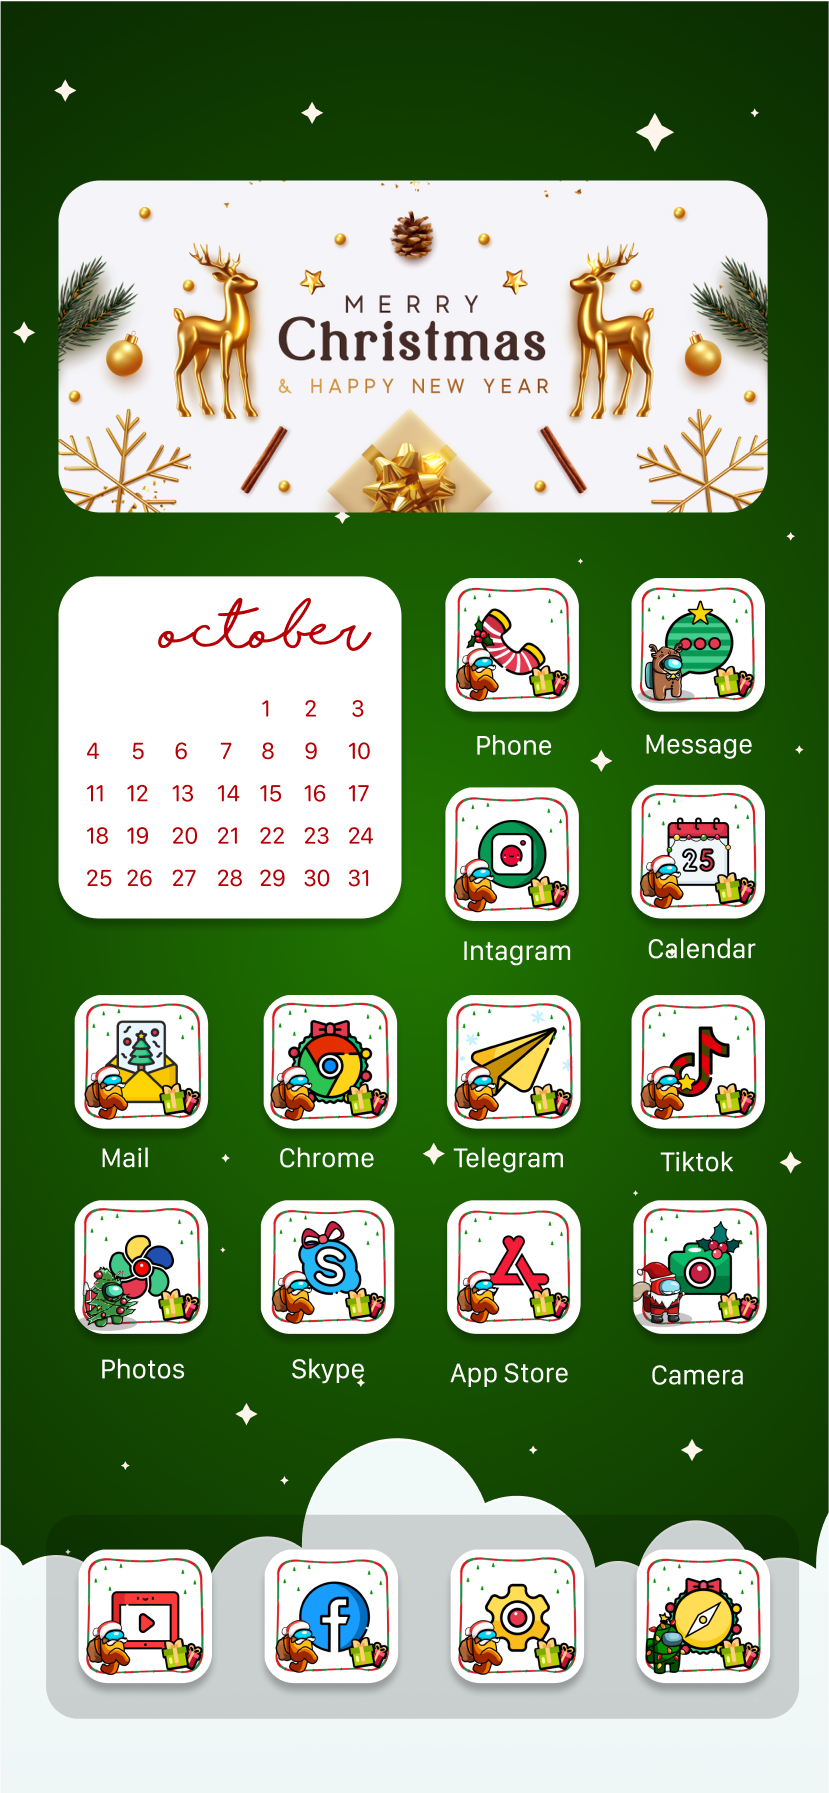 MERRY
Christmas
& HAPPY NEW YEAR
october
1 2 3
4 5 6 7 8 9 10
11 12 13 14 15 16 17
18 19 20 21 22 23 24
25 26 27 28 29 30 31
Phone
Message
25
Intagram
Calendar
Mail
Chrome
Telegram
Tiktok
S
Photos
Skype
App Store
Camera
f